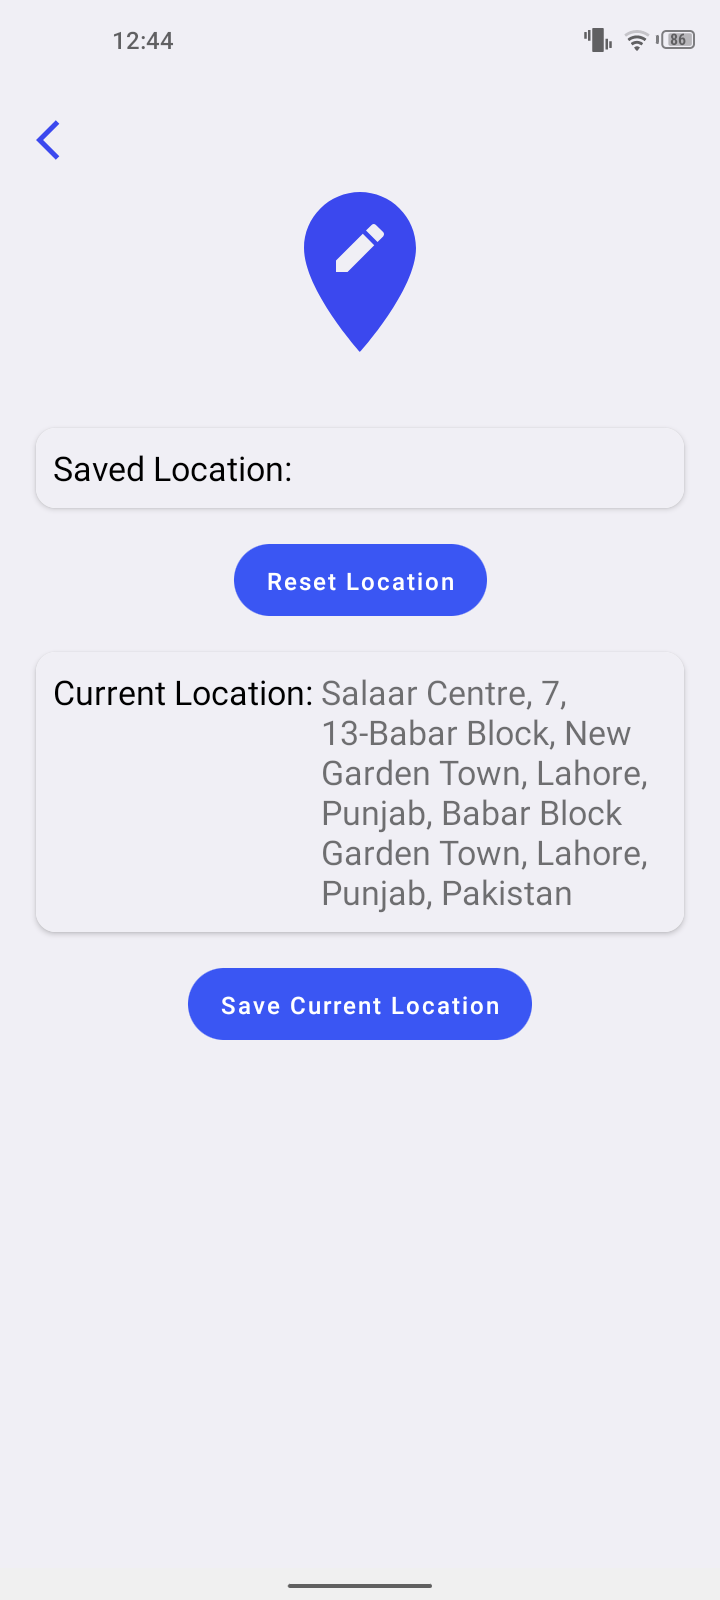 12:44
86
Saved Location:
Reset Location
Current Location: Salaar Centre, 7,
13-Babar Block, New
Garden Town, Lahore,
Punjab, Babar Block
Garden Town, Lahore,
Punjab, Pakistan
Save Current Location